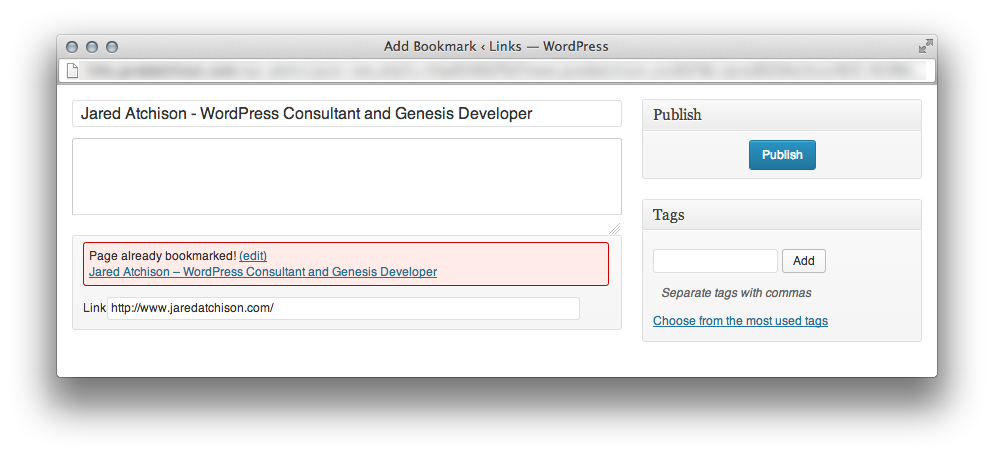 Add Bookmark ‹ Links — WordPress
Jared Atchison - WordPress Consultant and Genesis Developer
Page already bookmarked! (edit)
Jared Atchison – WordPress Consultant and Genesis Developer
Link http://www.jaredatchison.com/
Publish
Publish
Tags
Add
Separate tags with commas
Choose from the most used tags